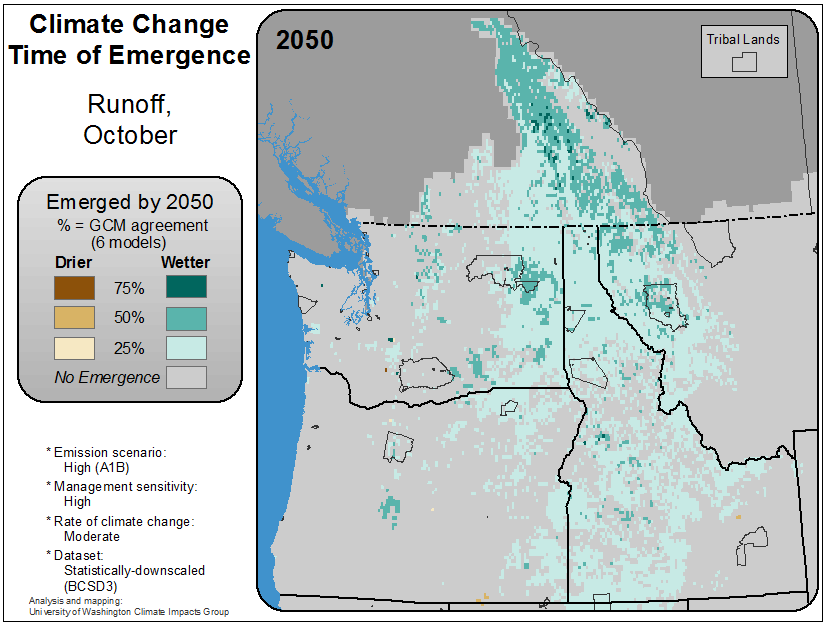 Climate Change
Time of Emergence
Runoff,
October
Emerged by 2050
% = GCM agreement
(6 models)
Drier Wetter
75%
50%
25%
No Emergence
* Emission scenario:
High (A1B)
* Management sensitivity:
High
* Rate of climate change:
Moderate
* Dataset:
Statistically-downscaled
(BCSD3)
Analysis and mapping:
University of Washington Climate Impacts Group
2050
Tribal Lands